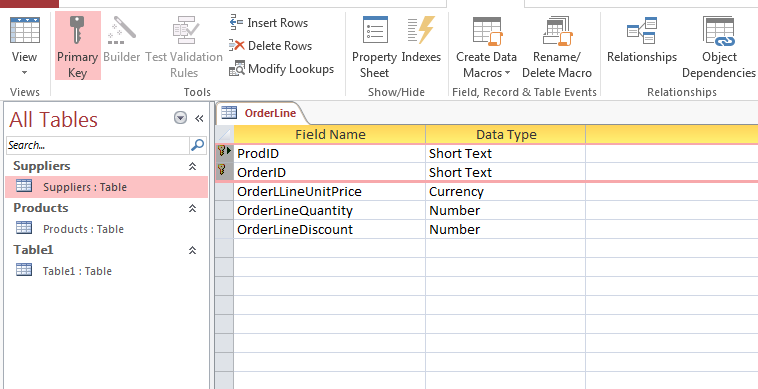 View
Views
Primary Key
Builder
Test Validation Rules
Insert Rows
Delete Rows
Modify Lookups
Tools
Property Sheet
Indexes
Show/Hide
Create Data Macros
Rename/ Delete Macro
Field, Record & Table Events
Relationships
Object Dependencies
Relationships
All Tables
Search...
Suppliers
Suppliers : Table
Products
Products : Table
Table1
Table1 : Table
OrderLine
Field Name Data Type
ProdID Short Text
OrderID Short Text
OrderLLineUnitPrice Currency
OrderLineQuantity Number
OrderLineDiscount Number